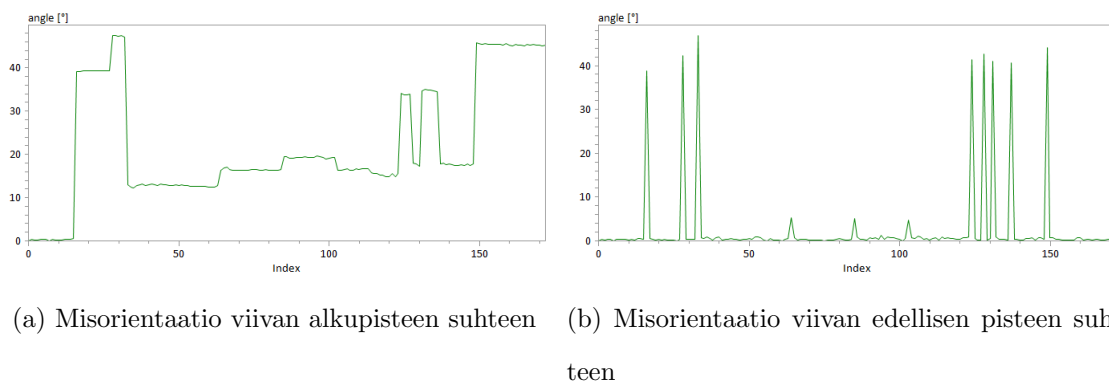 angle [°]
40
30
20
10
0
0
50
100
150
Index
(a) Misorientaatio viivan alkupisteen suhteen
angle [°]
40
30
20
10
0
0
50
100
150
Index
(b) Misorientaatio viivan edellisen pisteen suh
teen